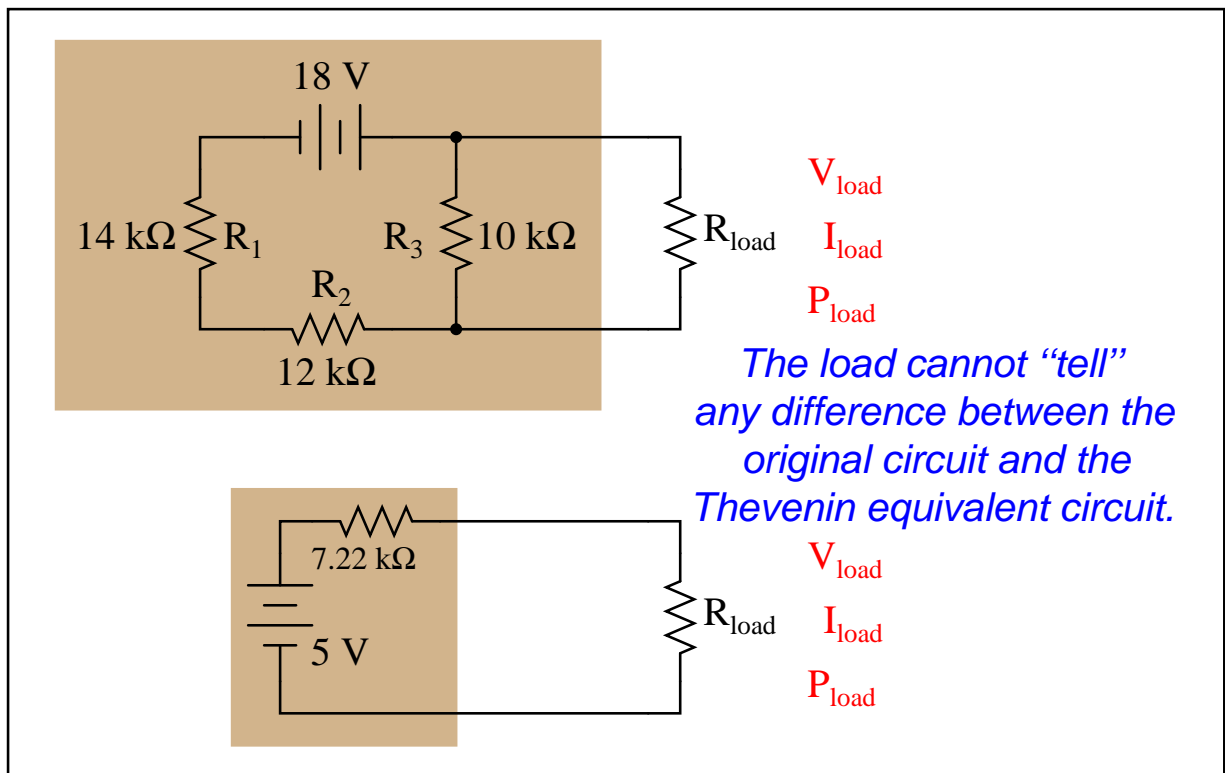 18 V
14 kΩ R1 R3 10 kΩ
R2
12 kΩ
Rload
Vload
Iload
Pload
The load cannot ‘‘tell’’
any difference between the
original circuit and the
Thevenin equivalent circuit.
7.22 kΩ
5 V
Rload
Vload
Iload
Pload